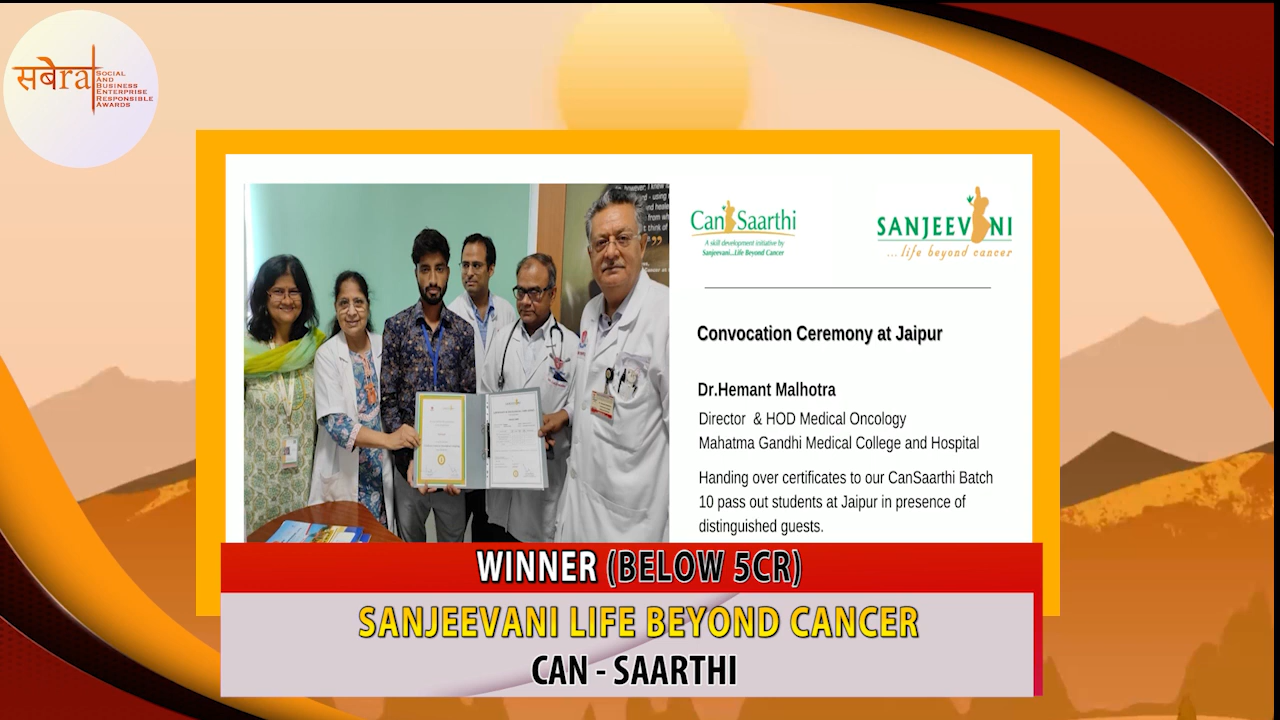 सबेरा
SOCIAL
AND
BUSINESS
ENTERPRISE
RESPONSIBLE
AWARDS
Can Saarthi
A skill development initiative by
Sanjeevani...Life Beyond Cancer
SANJEEVANI
...life beyond cancer
Convocation Ceremony at Jaipur
Dr.Hemant Malhotra
Director & HOD Medical Oncology
Mahatma Gandhi Medical College and Hospital
Handing over certificates to our CanSaarthi Batch
10 pass out students at Jaipur in presence of
distinguished guests.
WINNER (BELOW 5CR)
SANJEEVANI LIFE BEYOND CANCER
CAN - SAARTHI